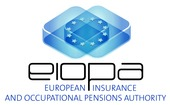 eiopa
EUROPEAN INSURANCE
AND OCCUPATIONAL PENSIONS AUTHORITY